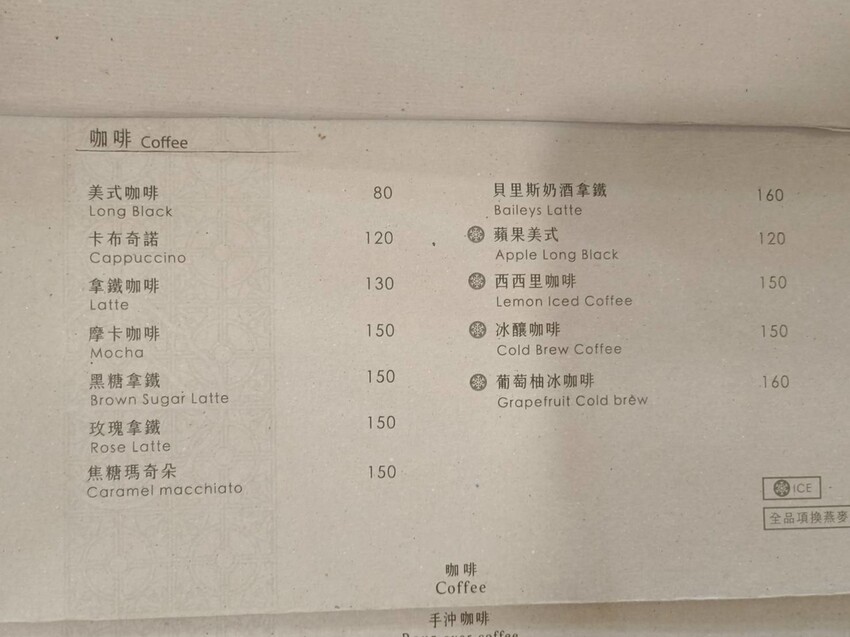 咖啡 Coffee
美式咖啡 80
Long Black
卡布奇諾 120
Cappuccino
拿鐵咖啡 130
Latte
摩卡咖啡 150
Mocha
黑糖拿鐵 150
Brown Sugar Latte
玫瑰拿鐵 150
Rose Latte
焦糖瑪奇朵 150
Caramel macchiato
貝里斯奶酒拿鐵 160
Baileys Latte
蘋果美式 120
Apple Long Black
西西里咖啡 150
Lemon Iced Coffee
冰釀咖啡 150
Cold Brew Coffee
葡萄柚冰咖啡 160
Grapefruit Cold brew
ICE
全品項換燕麥
咖啡
Coffee
手沖咖啡